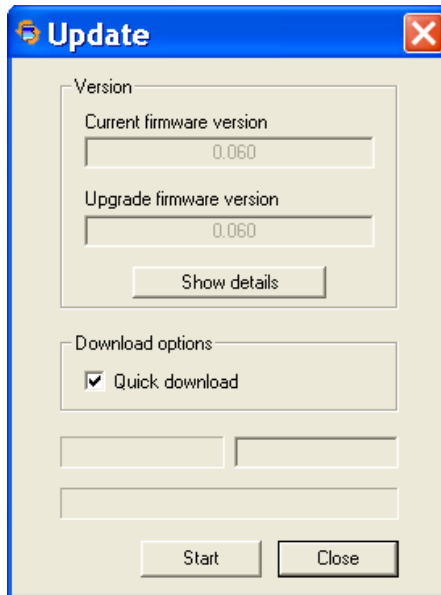 Update
Version
Current firmware version
0.060
Upgrade firmware version
0.060
Show details
Download options
Quick download
Start
Close